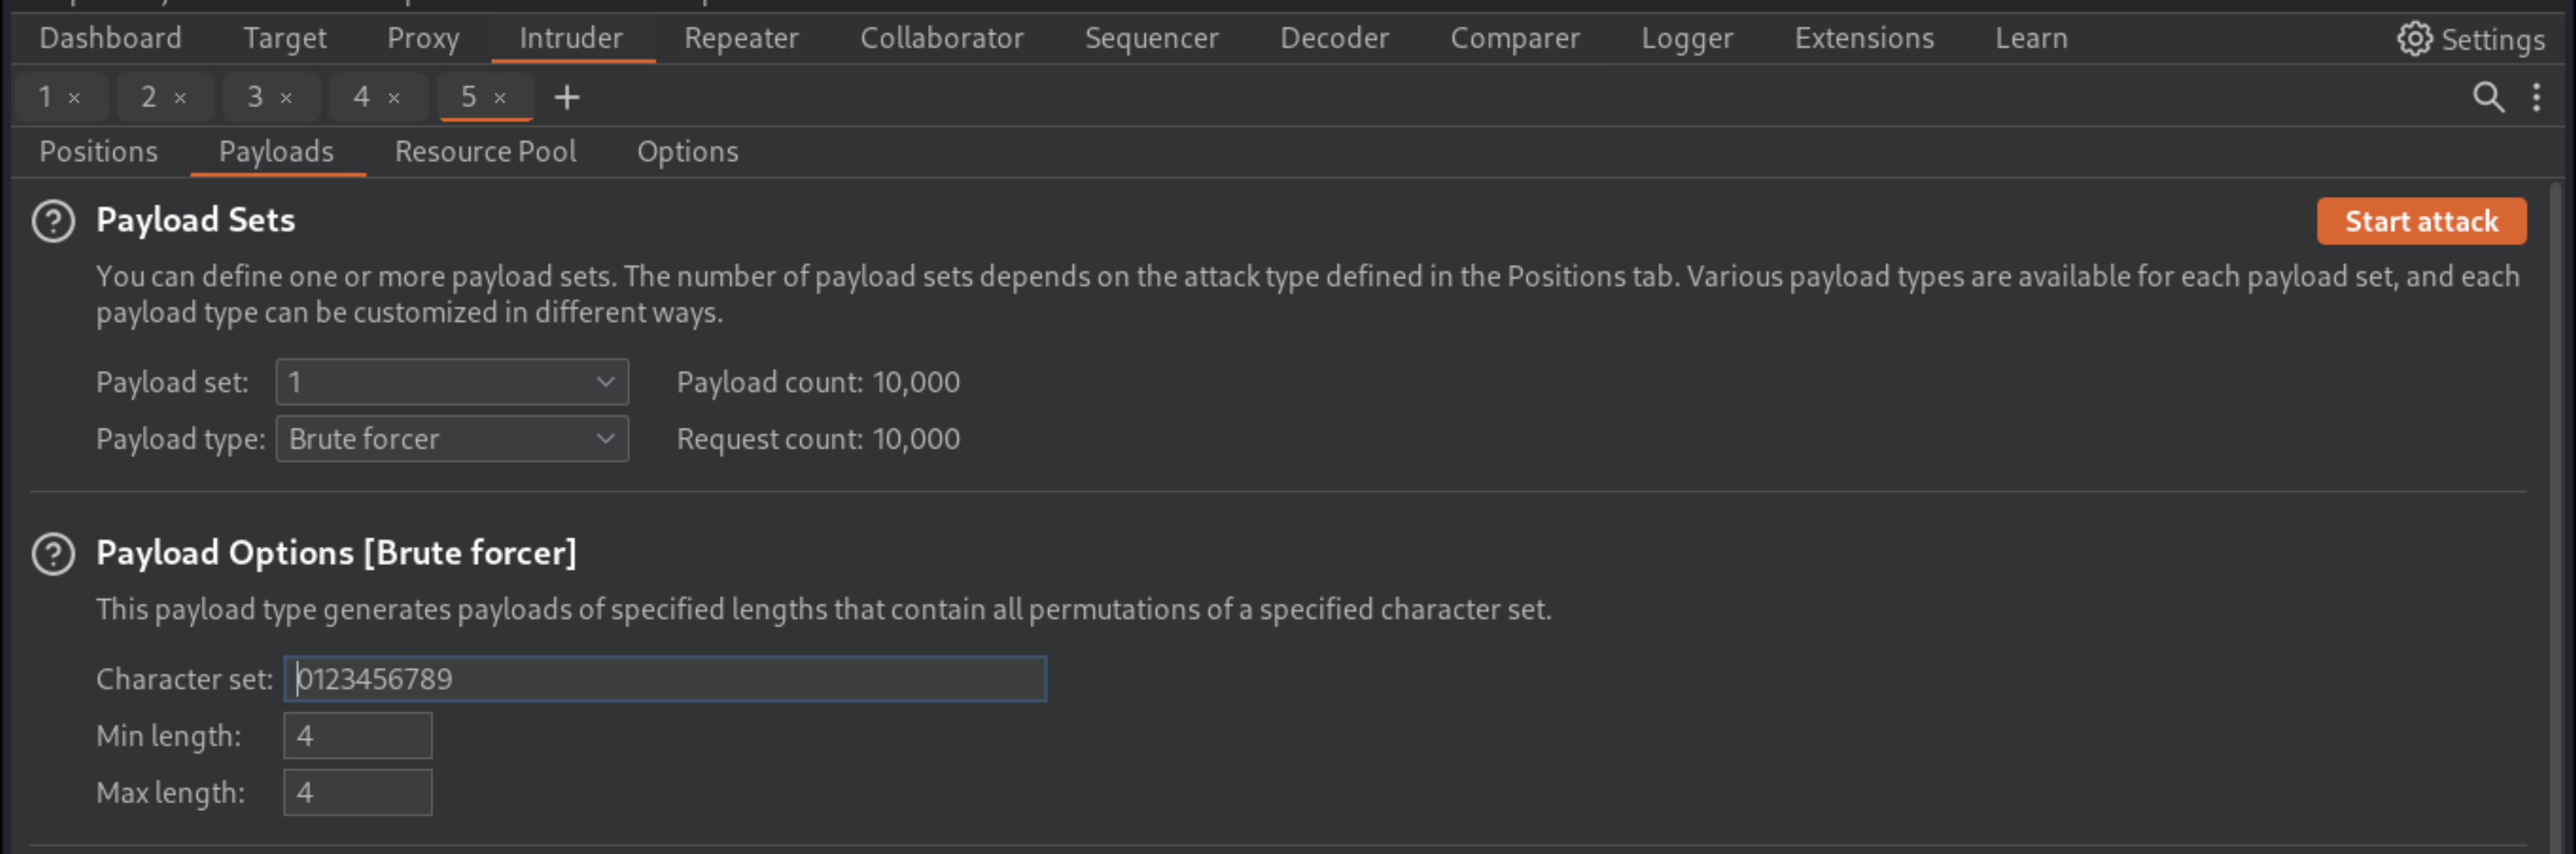 Dashboard Target Proxy Intruder Repeater Collaborator Sequencer Decoder Comparer Logger Extensions Learn Settings
1 × 2 × 3 × 4 × 5 × +
Positions Payloads Resource Pool Options
? Payload Sets Start attack
You can define one or more payload sets. The number of payload sets depends on the attack type defined in the Positions tab. Various payload types are available for each payload set, and each
payload type can be customized in different ways.
Payload set: 1 Payload count: 10,000
Payload type: Brute forcer Request count: 10,000
? Payload Options [Brute forcer]
This payload type generates payloads of specified lengths that contain all permutations of a specified character set.
Character set: 0123456789
Min length: 4
Max length: 4